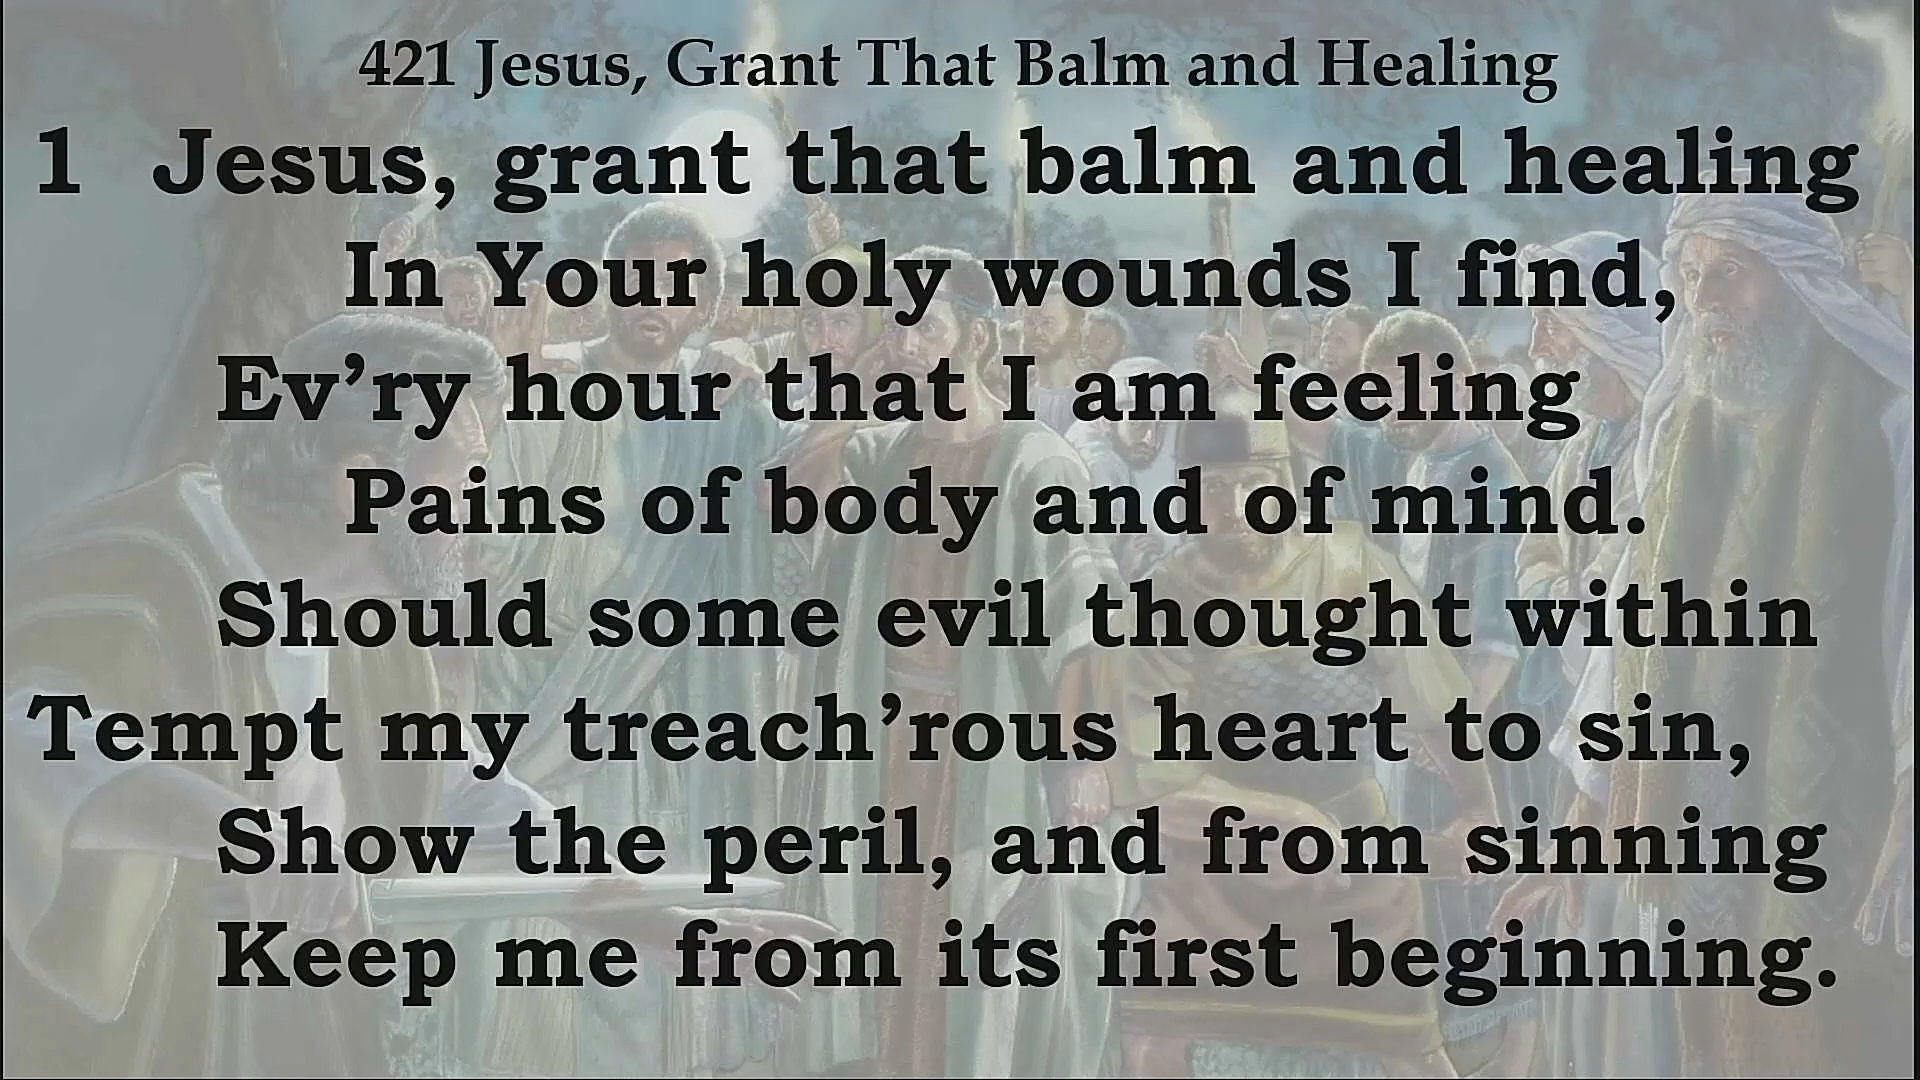 421 Jesus, Grant That Balm and Healing
1 Jesus, grant that balm and healing
In Your holy wounds I find,
Ev’ry hour that I am feeling
Pains of body and of mind.
Should some evil thought within
Tempt my treach’rous heart to sin,
Show the peril, and from sinning
Keep me from its first beginning.